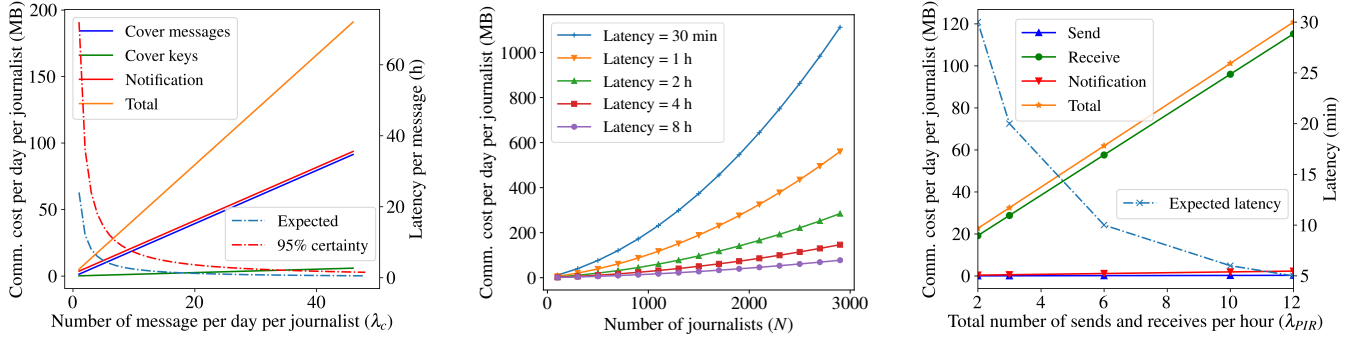 Comm. cost per day per journalist (MB)
200
150
100
50
0
Cover messages
Cover keys
Notification
Total
Expected
95% certainty
60
40
20
0
Latency per message (h)
0 20 40
Number of message per day per journalist (λc)
Comm. cost per day per journalist (MB)
1000
800
600
400
200
0
Latency = 30 min
Latency = 1 h
Latency = 2 h
Latency = 4 h
Latency = 8 h
0 1000 2000 3000
Number of journalists (N)
Comm. cost per day per journalist (MB)
120
100
80
60
40
20
0
Send
Receive
Notification
Total
Expected latency
30
25
20
15
10
5
Latency (min)
2 4 6 8 10 12
Total number of sends and receives per hour (λPIR)